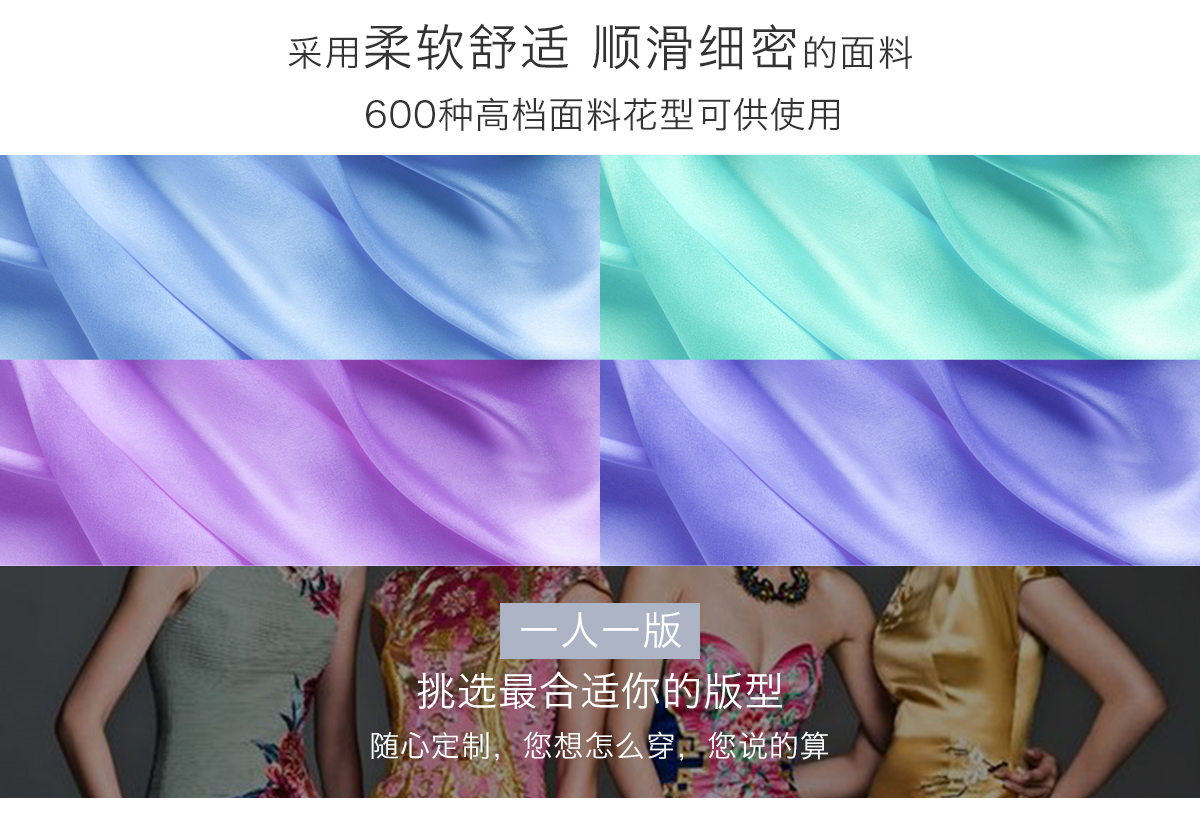 采用柔软舒适 顺滑细密的面料
600种高档面料花型可供使用
一人一版
挑选最合适你的版型
随心定制，您想怎么穿，您说的算